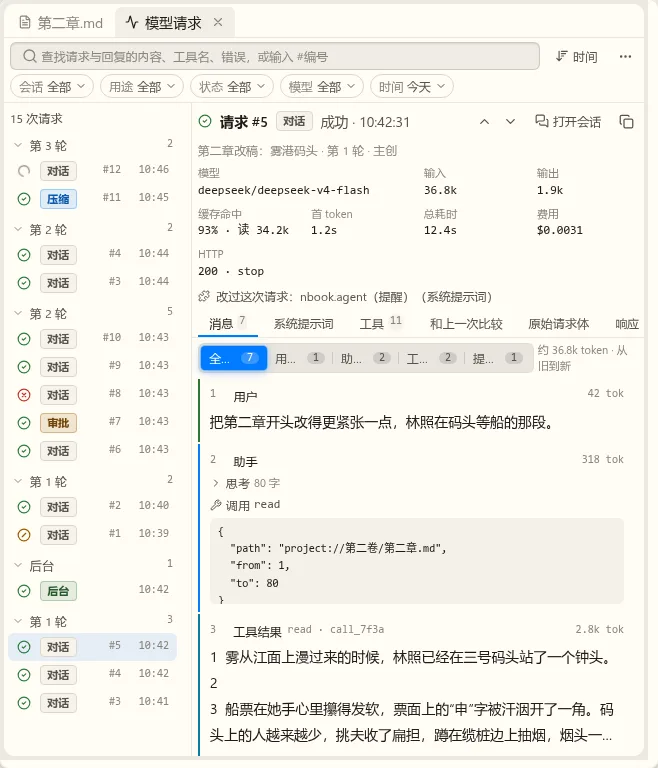 第二章.md
模型请求
查找请求与回复的内容、工具名、错误，或输入 #编号
时间
会话 全部
用途 全部
状态 全部
模型 全部
时间 今天
15 次请求
第 3 轮 2
对话 #12 10:46
压缩 #11 10:45
第 2 轮 2
对话 #4 10:44
对话 #3 10:44
第 2 轮 5
对话 #10 10:43
对话 #9 10:43
对话 #8 10:43
审批 #7 10:43
对话 #6 10:43
第 1 轮 2
对话 #2 10:40
对话 #1 10:39
后台 1
后台 10:42
第 1 轮 3
对话 #5 10:42
对话 #4 10:42
对话 #3 10:41
请求 #5 对话 成功 · 10:42:31
打开会话
第二章改稿：雾港码头 · 第 1 轮 · 主创
模型 输入 输出
deepseek/deepseek-v4-flash 36.8k 1.9k
缓存命中 首 token 总耗时 费用
93% · 读 34.2k 1.2s 12.4s $0.0031
HTTP
200 · stop
改过这次请求：nbook.agent（提醒）（系统提示词）
消息 7 系统提示词 工具 11 和上一次比较 原始请求体 响应
全… 7 用… 1 助… 2 工… 2 提… 1
约 36.8k token · 从
旧到新
1 用户 42 tok
把第二章开头改得更紧张一点，林照在码头等船的那段。
2 助手 318 tok
思考 80 字
调用 read
{
"path": "project://第二卷/第二章.md",
"from": 1,
"to": 80
}
3 工具结果 read · call_7f3a 2.8k tok
1 雾从江面上漫过来的时候，林照已经在三号码头站了一个钟头。
2
3 船票在她手心里攥得发软，票面上的“申”字被汗洇开了一角。码
头上的人越来越少，挑夫收了扁担，蹲在缆桩边上抽烟，烟头一…